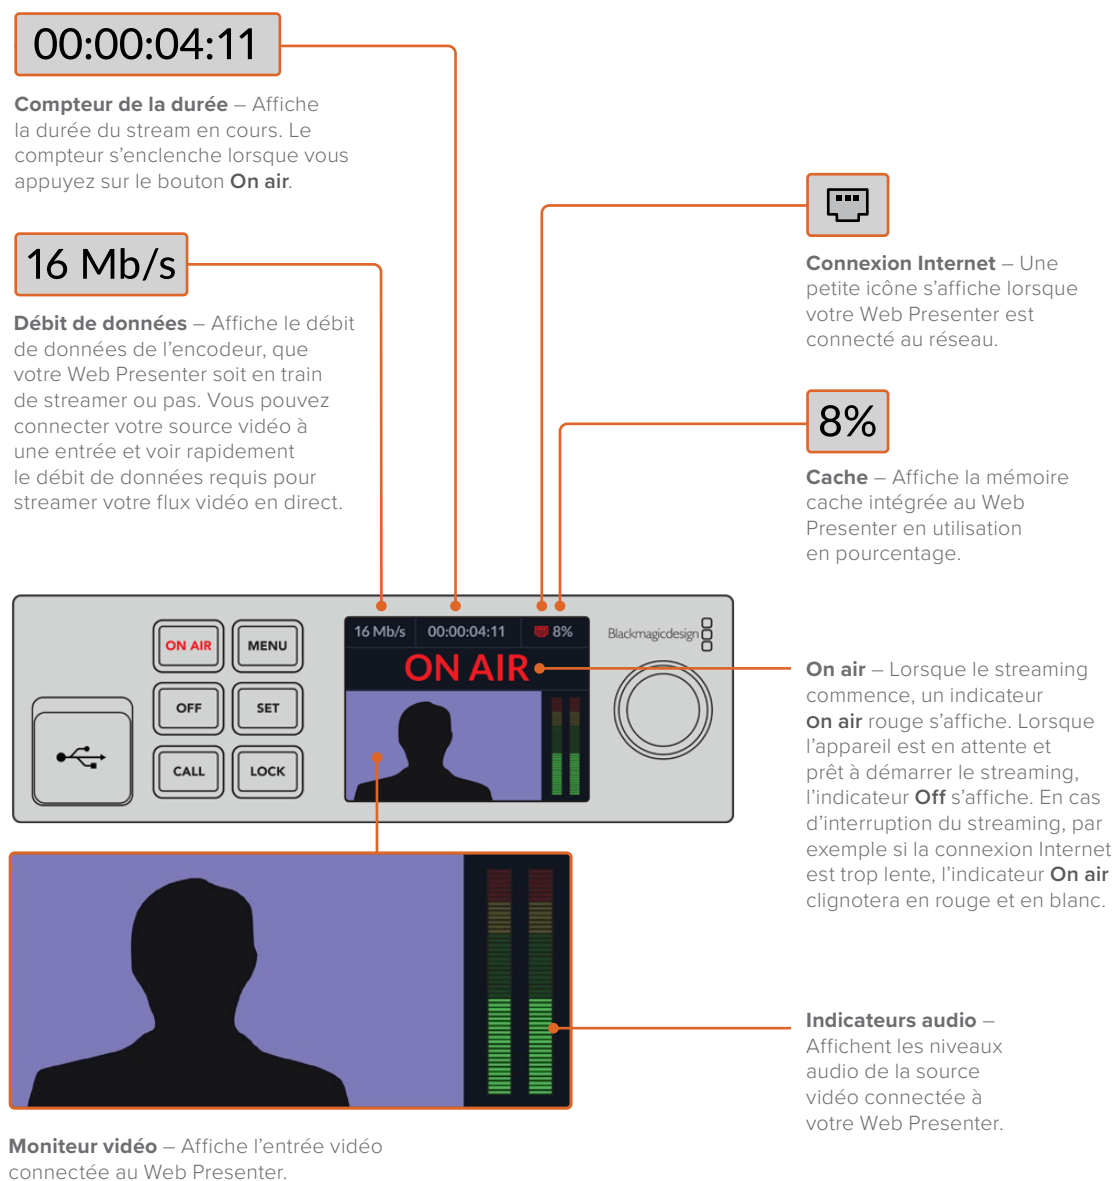 00:00:04:11
Compteur de la durée – Affiche
la durée du stream en cours. Le
compteur s’enclenche lorsque vous
appuyez sur le bouton On air.
16 Mb/s
Débit de données – Affiche le débit
de données de l’encodeur, que
votre Web Presenter soit en train
de streamer ou pas. Vous pouvez
connecter votre source vidéo à
une entrée et voir rapidement
le débit de données requis pour
streamer votre flux vidéo en direct.
Connexion Internet – Une
petite icône s’affiche lorsque
votre Web Presenter est
connecté au réseau.
8%
Cache – Affiche la mémoire
cache intégrée au Web
Presenter en utilisation
en pourcentage.
ON AIR
MENU
OFF
SET
CALL
LOCK
16 Mb/s 00:00:04:11 8%
ON AIR
Blackmagicdesign
On air – Lorsque le streaming
commence, un indicateur
on air rouge s’affiche. Lorsque
l’appareil est en attente et
prêt à démarrer le streaming,
l’indicateur Off s’affiche. En cas
d’interruption du streaming, par
exemple si la connexion Internet
est trop lente, l’indicateur On air
clignotera en rouge et en blanc.
Indicateurs audio –
Affichent les niveaux
audio de la source
vidéo connectée à
votre Web Presenter.
Moniteur vidéo – Affiche l’entrée vidéo
connectée au Web Presenter.